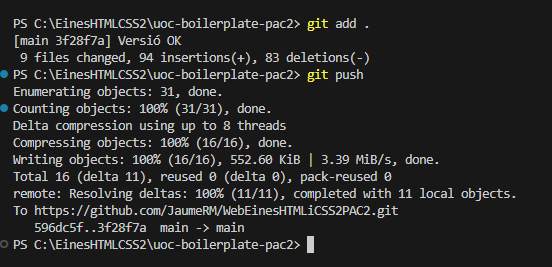 PS C:\EinesHTMLCSS2\uoc-boilerplate-pac2> git add .
[main 3f28f7a] Versió OK
 9 files changed, 94 insertions(+), 83 deletions(-)
PS C:\EinesHTMLCSS2\uoc-boilerplate-pac2> git push
Enumerating objects: 31, done.
Counting objects: 100% (31/31), done.
Delta compression using up to 8 threads
Compressing objects: 100% (16/16), done.
Writing objects: 100% (16/16), 552.60 KiB | 3.39 MiB/s, done.
Total 16 (delta 11), reused 0 (delta 0), pack-reused 0
remote: Resolving deltas: 100% (11/11), completed with 11 local objects.
To https://github.com/JaumeRM/WebEinesHTMLiCSS2PAC2.git
   596dc5f..3f28f7a  main -> main
PS C:\EinesHTMLCSS2\uoc-boilerplate-pac2>